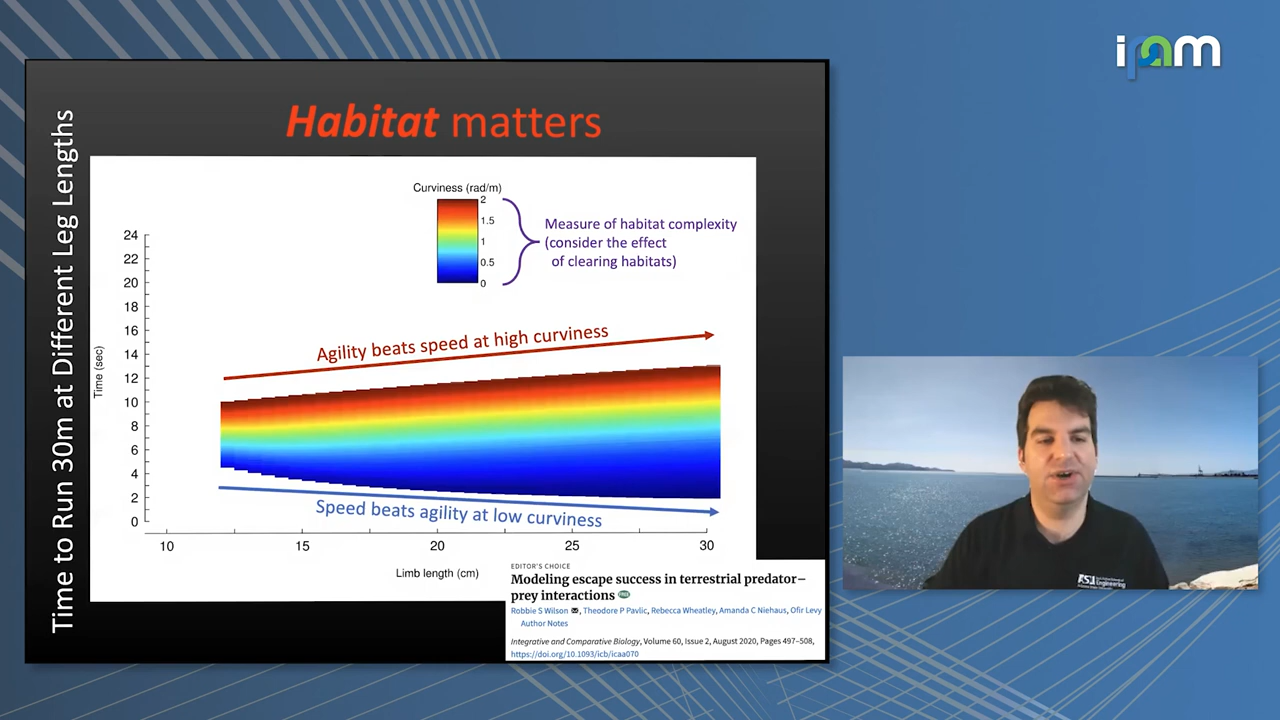 ipam
Habitat matters
Time to Run 30m at Different Leg Lengths
Curviness (rad/m)
2
1.5
1
0.5
0
Measure of habitat complexity
(consider the effect
of clearing habitats)
24
22
20
18
16
14
12
10
8
6
4
2
0
Time (sec)
Agility beats speed at high curviness
Speed beats agility at low curviness
10 15 20 25 30
Limb length (cm)
EDITOR'S CHOICE
Modeling escape success in terrestrial predator–
prey interactions
Robbie S Wilson, Theodore P Pavlic, Rebecca Wheatley, Amanda C Niehaus, Ofir Levy
Author Notes
Integrative and Comparative Biology, Volume 60, Issue 2, August 2020, Pages 497–508,
https://doi.org/10.1093/icb/icaa070
ASU
Engineering